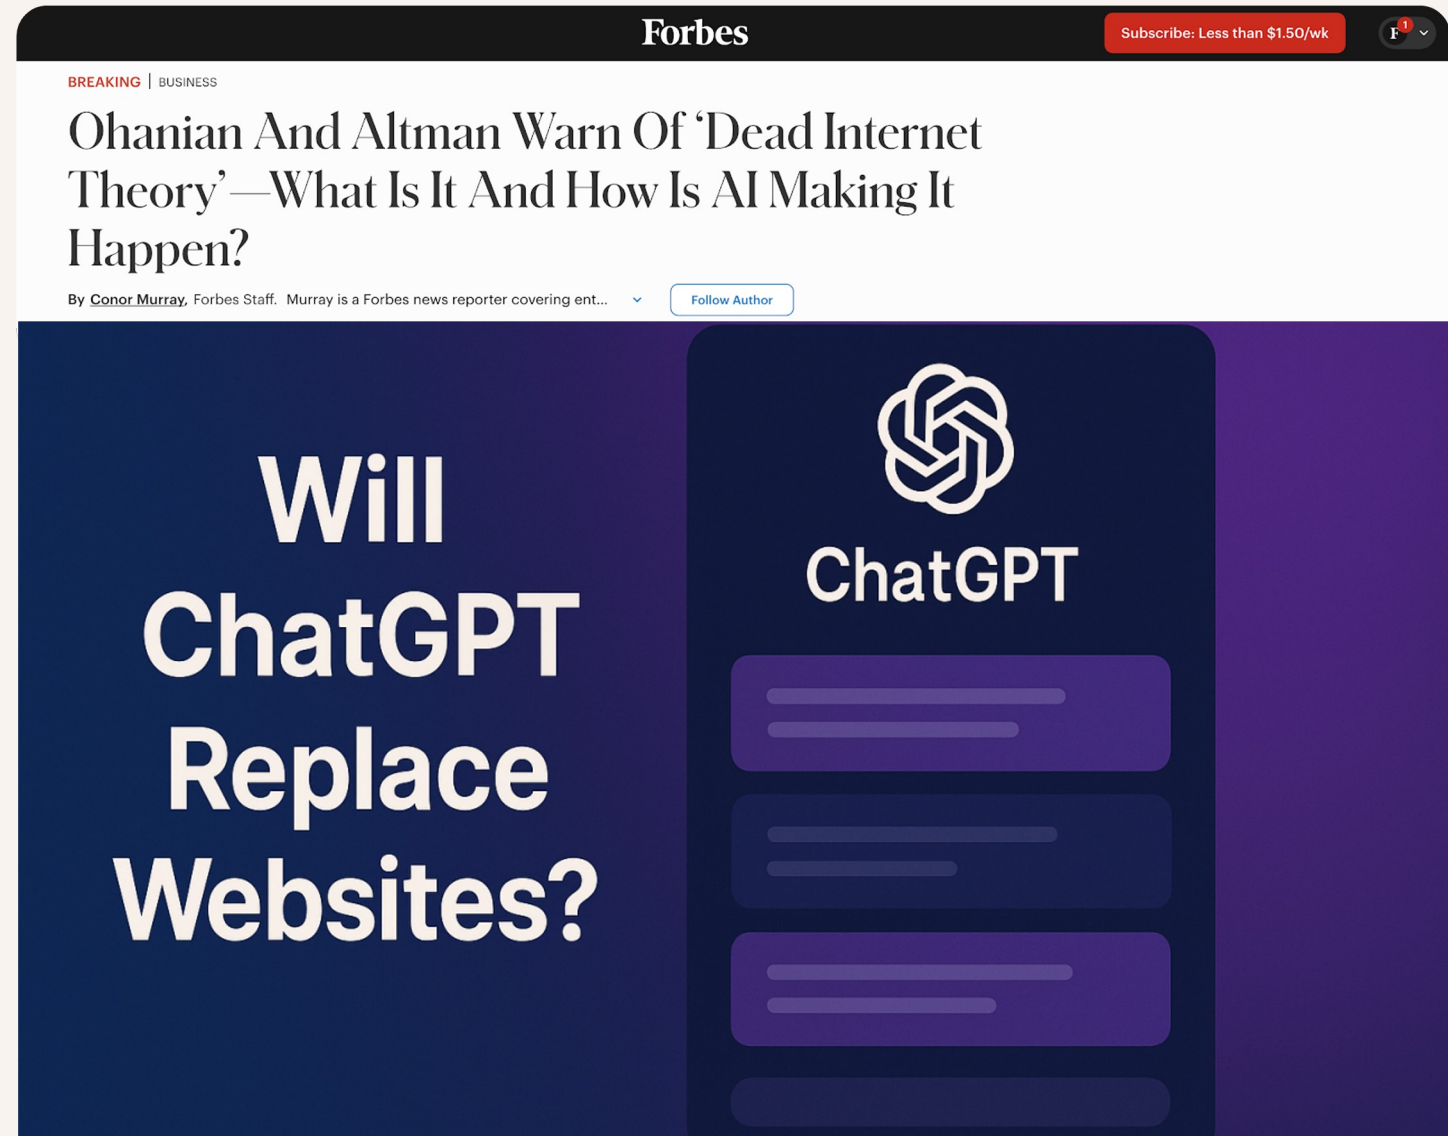 Forbes
Subscribe: Less than $1.50/wk
F
1
BREAKING | BUSINESS
Ohanian And Altman Warn Of ‘Dead Internet
Theory’—What Is It And How Is AI Making It
Happen?
By Conor Murray, Forbes Staff. Murray is a Forbes news reporter covering ent...
Follow Author
Will
ChatGPT
Replace
Websites?
ChatGPT